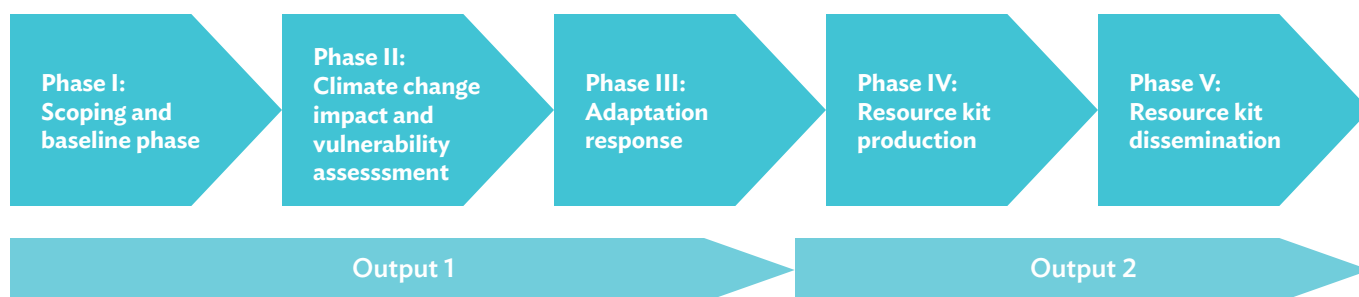 Phase I:
Scoping and
baseline phase
Phase II:
Climate change
impact and
vulnerability
assesssment
Phase III:
Adaptation
response
Phase IV:
Resource kit
production
Phase V:
Resource kit
dissemination
Output 1
Output 2